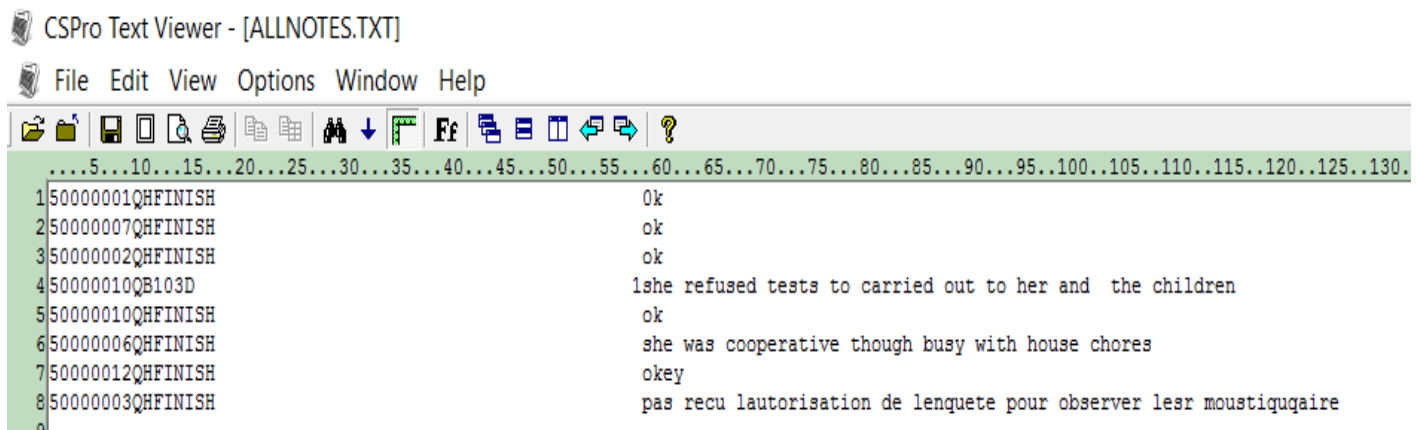 CSPro Text Viewer - [ALLNOTES.TXT]
File Edit View Options Window Help
Ff
....5...10...15...20...25...30...35...40...45...50...55...60...65...70...75...80...85...90...95..100..105..110..115..120..125..130.
1 50000001QHFINISH Ok
2 50000007QHFINISH ok
3 50000002QHFINISH ok
4 50000010QB103D 1she refused tests to carried out to her and the children
5 50000010QHFINISH ok
6 50000006QHFINISH she was cooperative though busy with house chores
7 50000012QHFINISH okey
8 50000003QHFINISH pas recu lautorisation de lenquete pour observer lesr moustiquqaire
9